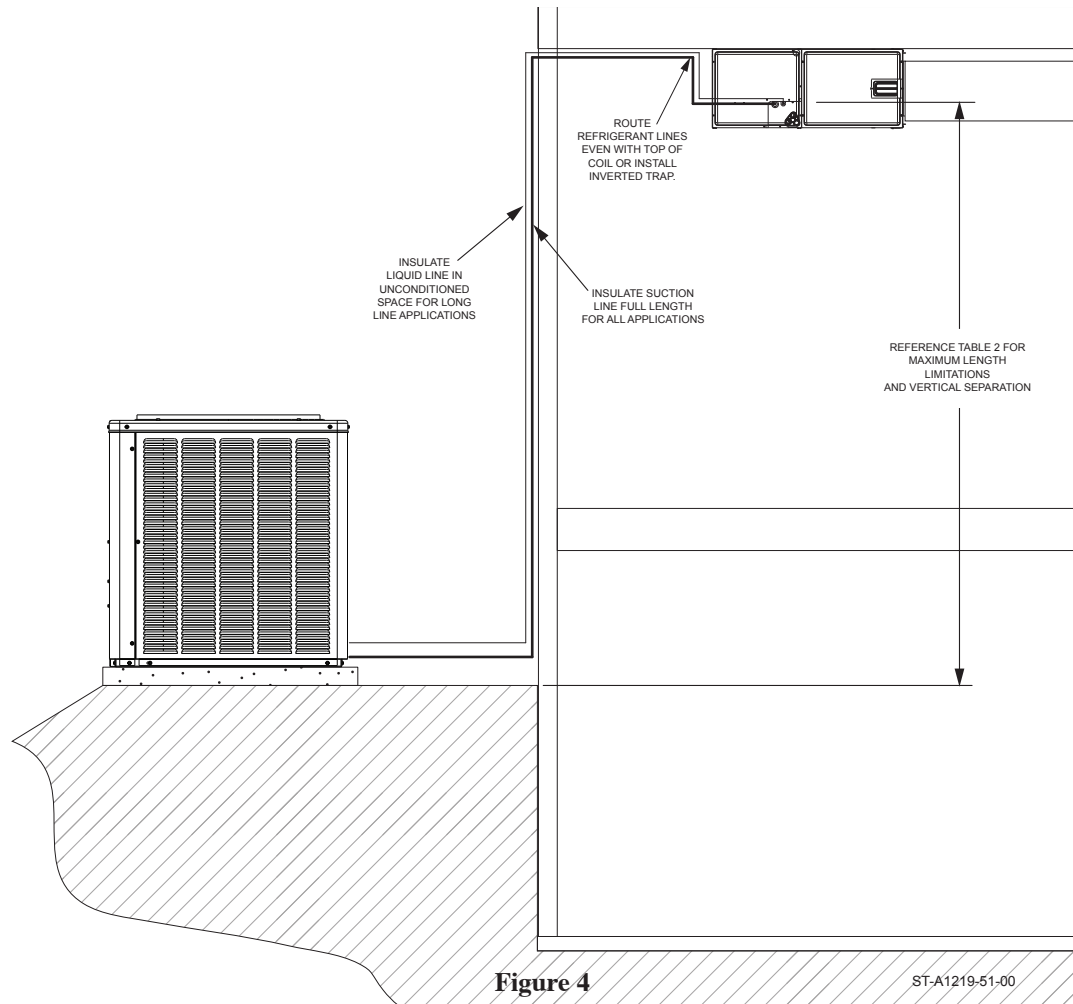 ROUTE
REFRIGERANT LINES
EVEN WITH TOP OF
COIL OR INSTALL
INVERTED TRAP.
INSULATE
LIQUID LINE IN
UNCONDITIONED
SPACE FOR LONG
LINE APPLICATIONS
INSULATE SUCTION
LINE FULL LENGTH
FOR ALL APPLICATIONS
REFERENCE TABLE 2 FOR
MAXIMUM LENGTH
LIMITATIONS
AND VERTICAL SEPARATION
Figure 4
ST-A1219-51-00